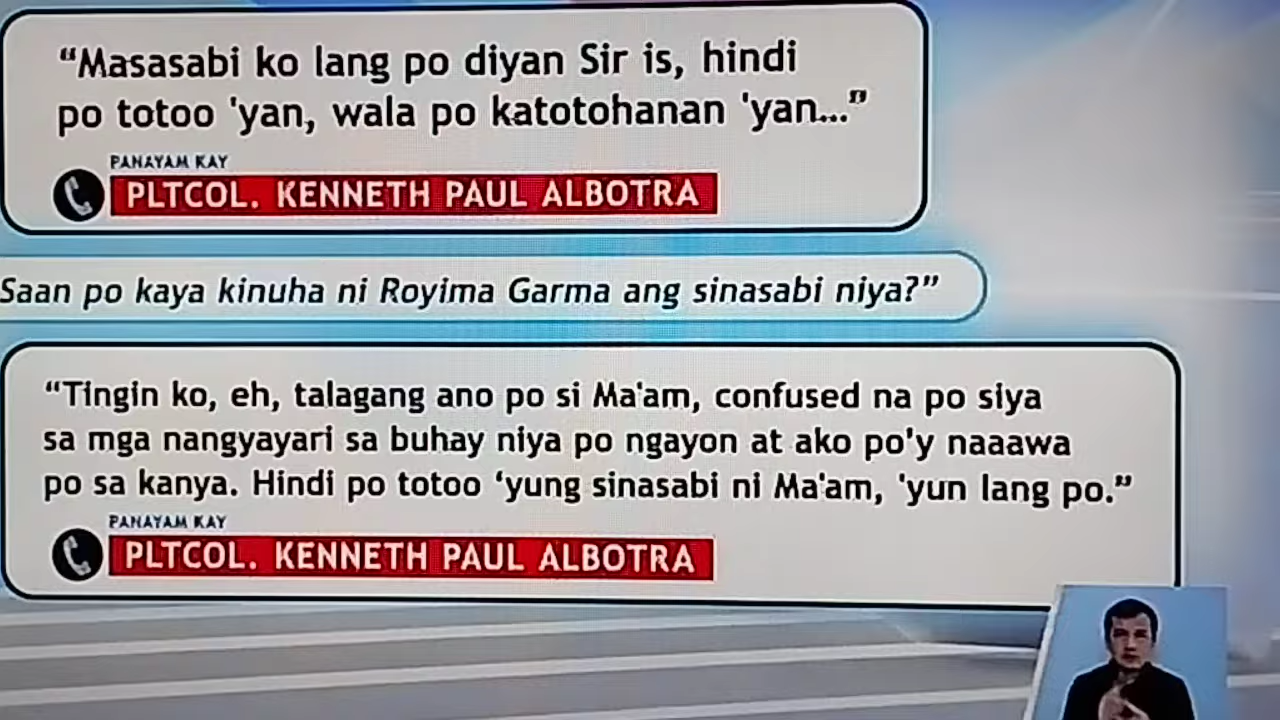 “Masasabi ko lang po diyan Sir is, hindi
po totoo 'yan, wala po katotohanan 'yan...”
PANAYAM KAY
PLTCOL. KENNETH PAUL ALBOTRA
Saan po kaya kinuha ni Royima Garma ang sinasabi niya?”
“Tingin ko, eh, talagang ano po si Ma'am, confused na po siya
sa mga nangyayari sa buhay niya po ngayon at ako po'y naaawa
po sa kanya. Hindi po totoo ‘yung sinasabi ni Ma'am, 'yun lang po.”
PANAYAM KAY
PLTCOL. KENNETH PAUL ALBOTRA